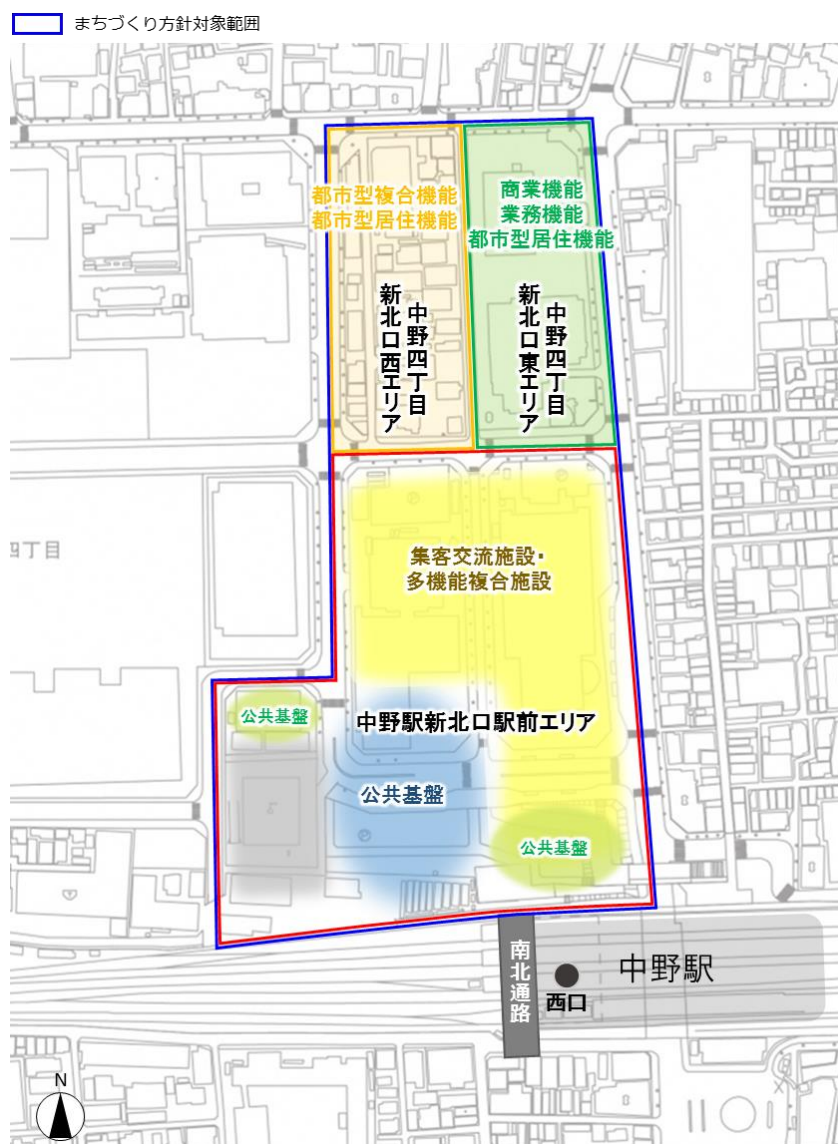 まちづくり方針対象範囲
都市型複合機能
都市型居住機能
商業機能
業務機能
都市型居住機能
中野四丁目
新北口西エリア
中野四丁目
新北口東エリア
四丁目
集客交流施設・
多機能複合施設
公共基盤
中野駅新北口駅前エリア
公共基盤
公共基盤
南北通路
中野駅
西口
N